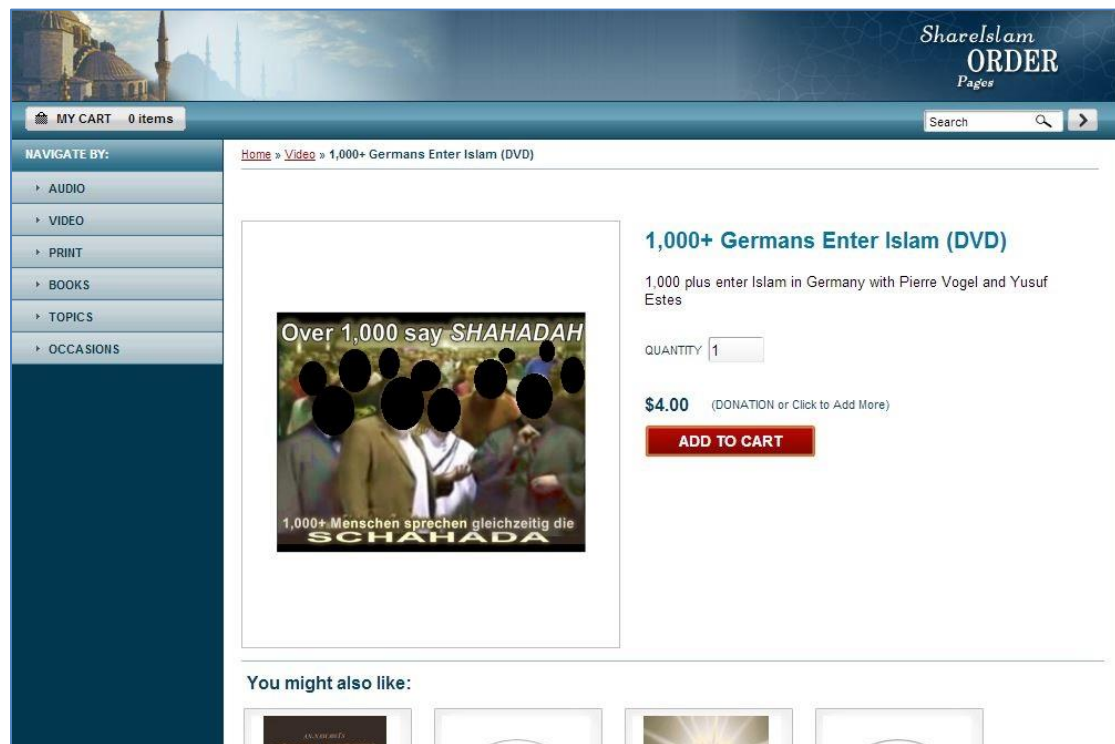 ShareIslam
ORDER
Pages
MY CART 0 items
Search
NAVIGATE BY:
Home » Video » 1,000+ Germans Enter Islam (DVD)
AUDIO
VIDEO
PRINT
BOOKS
TOPICS
OCCASIONS
1,000+ Germans Enter Islam (DVD)
1,000 plus enter Islam in Germany with Pierre Vogel and Yusuf
Estes
QUANTITY 1
$4.00 (DONATION or Click to Add More)
ADD TO CART
Over 1,000 say SHAHADAH
1,000+ Menschen sprechen gleichzeitig die
SCHAHADA
You might also like: